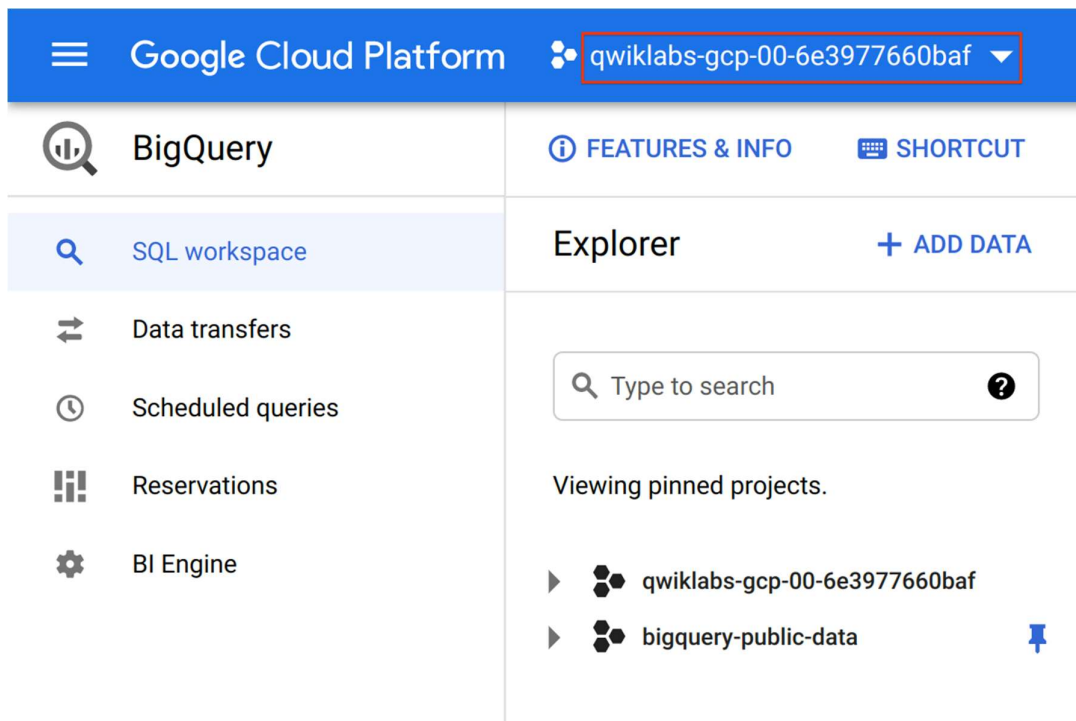 Google Cloud Platform qwiklabs-gcp-00-6e3977660baf
BigQuery
FEATURES & INFO SHORTCUT
SQL workspace
Data transfers
Scheduled queries
Reservations
BI Engine
Explorer + ADD DATA
Type to search
Viewing pinned projects.
qwiklabs-gcp-00-6e3977660baf
bigquery-public-data